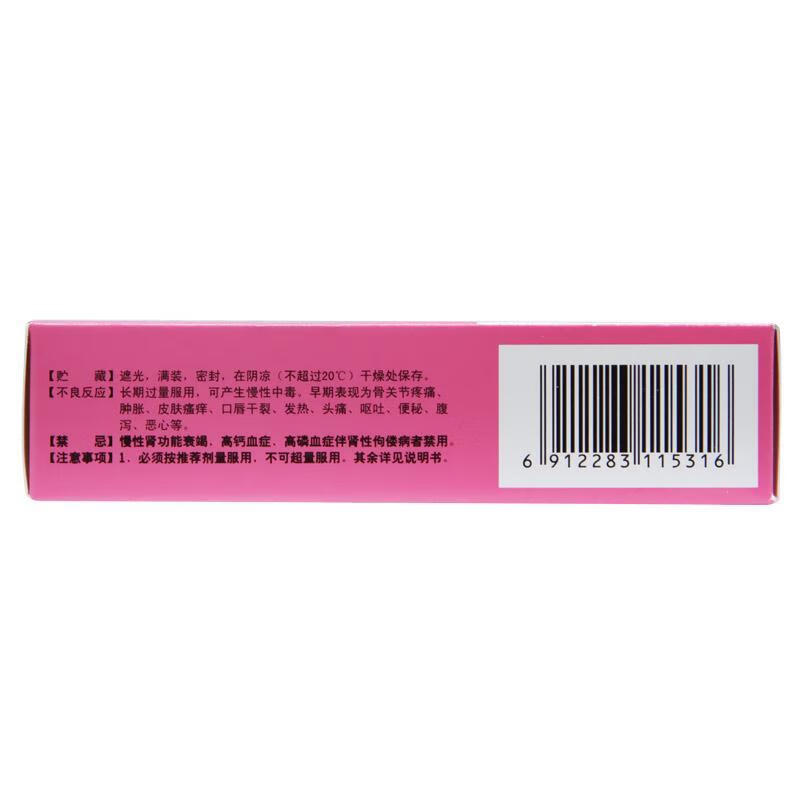 【贮 藏】遮光，满装，密封，在阴凉（不超过20℃）干燥处保存。
【不良反应】长期过量服用，可产生慢性中毒。早期表现为骨关节疼痛、
肿胀、皮肤瘙痒、口唇干裂、发热、头痛、呕吐、便秘、腹
泻、恶心等。
【禁 忌】慢性肾功能衰竭、高钙血症、高磷血症伴肾性佝偻病者禁用。
【注意事项】1．必须按推荐剂量服用，不可超量服用。其余详见说明书。
6 912283 115316